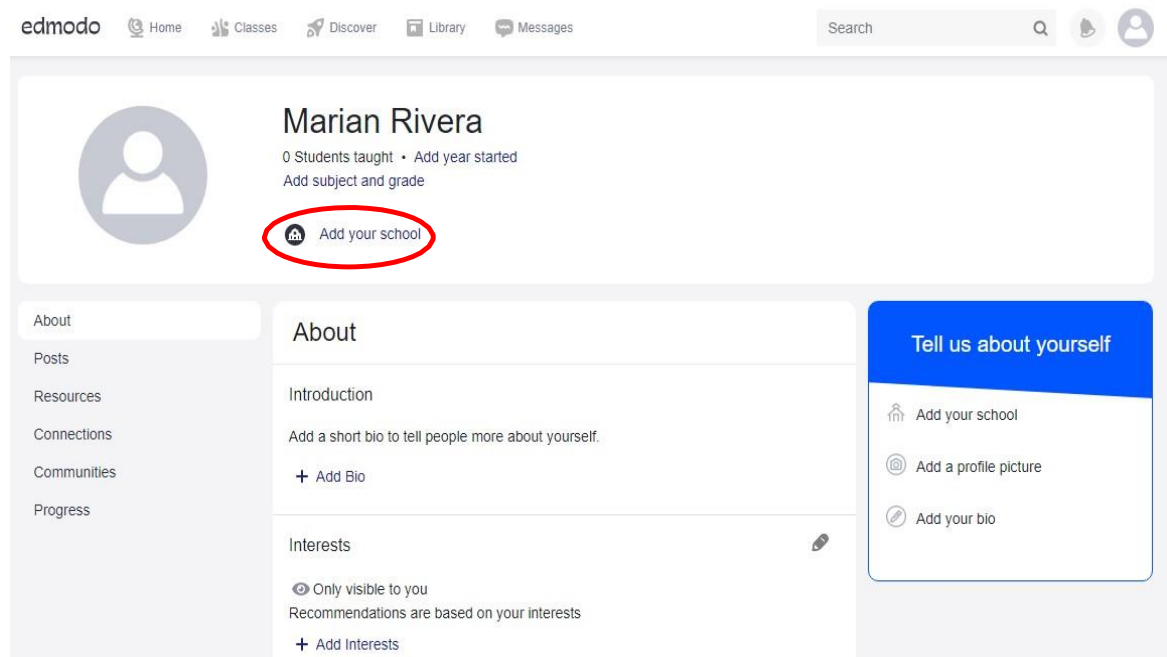 edmodo Home Classes Discover Library Messages Search
Marian Rivera
0 Students taught • Add year started
Add subject and grade
Add your school
About
Posts
Resources
Connections
Communities
Progress
About
Introduction
Add a short bio to tell people more about yourself.
+ Add Bio
Interests
Only visible to you
Recommendations are based on your interests
+ Add Interests
Tell us about yourself
Add your school
Add a profile picture
Add your bio